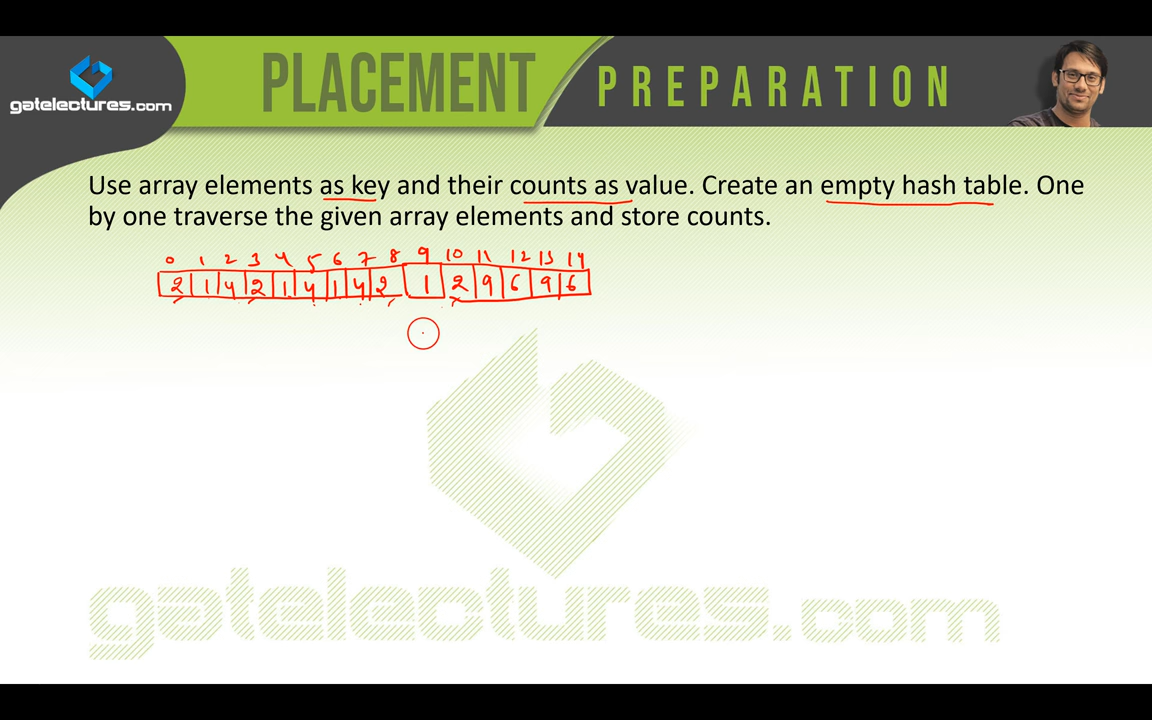 gatelectures.com
PLACEMENT PREPARATION
Use array elements as key and their counts as value. Create an empty hash table. One
by one traverse the given array elements and store counts.
0 1 2 3 4 5 6 7 8 9 10 11 12 13 14
2 1 4 2 1 4 1 4 2 1 2 9 6 9 6
gatelectures.com